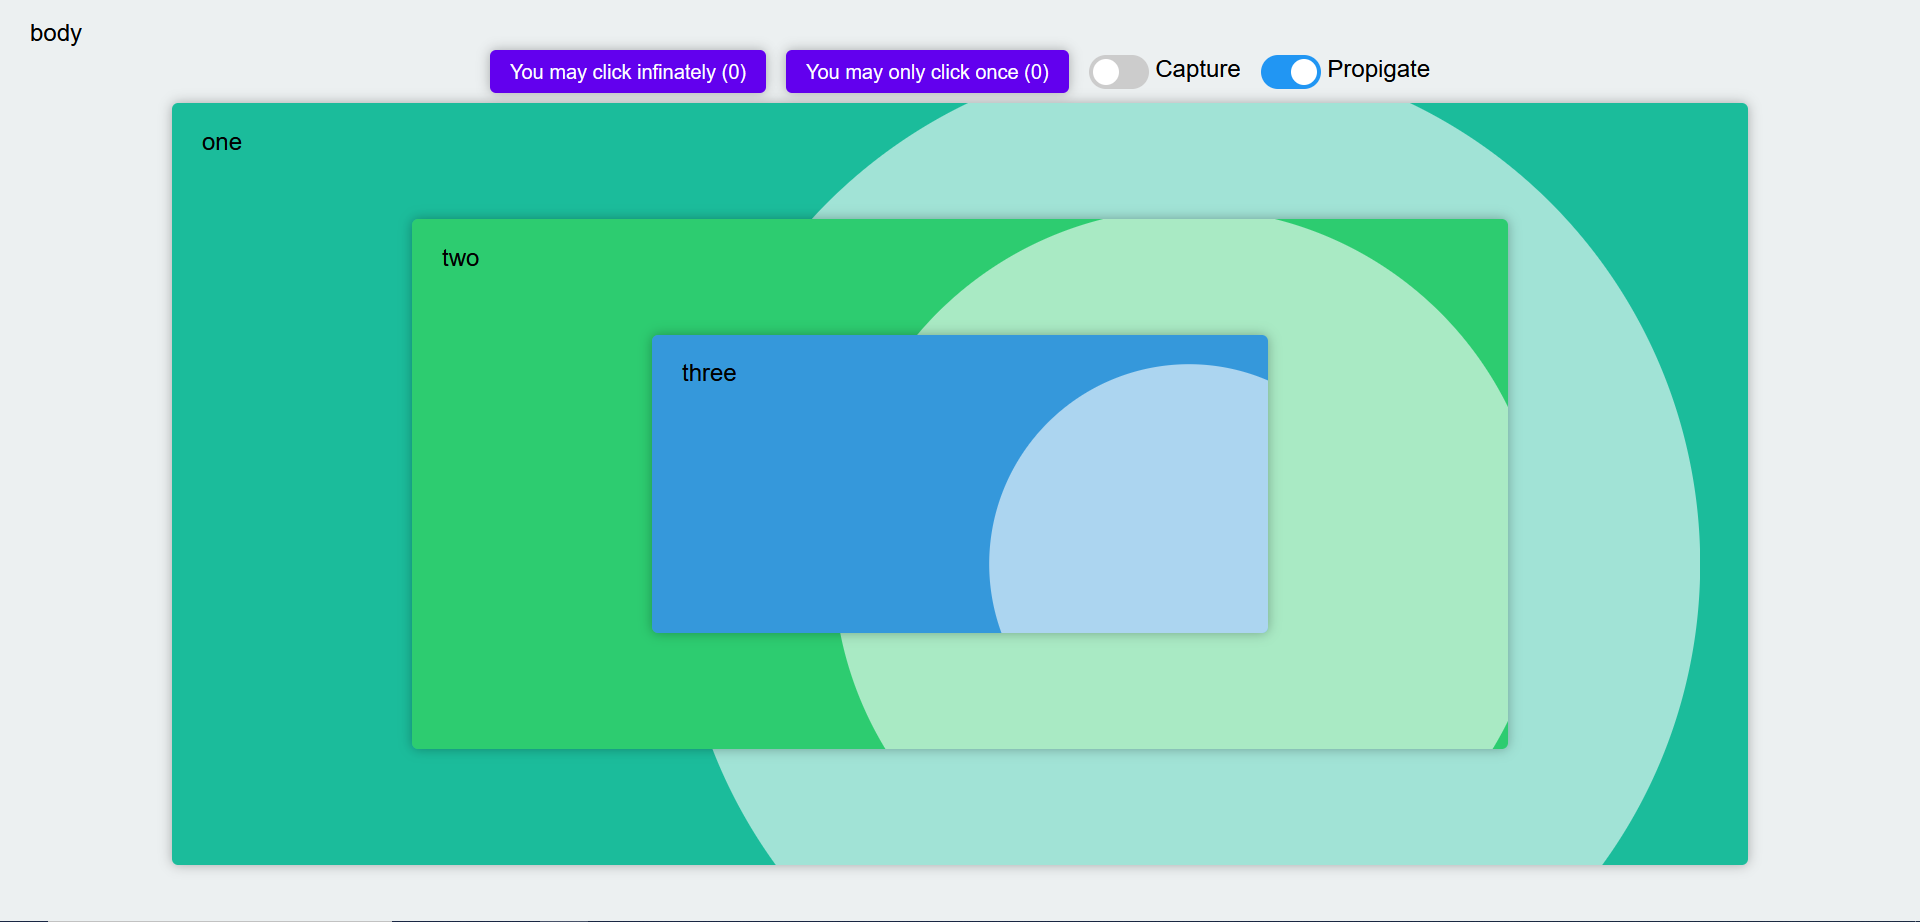 body
You may click infinately (0)
You may only click once (0)
Capture
Propigate
one
two
three